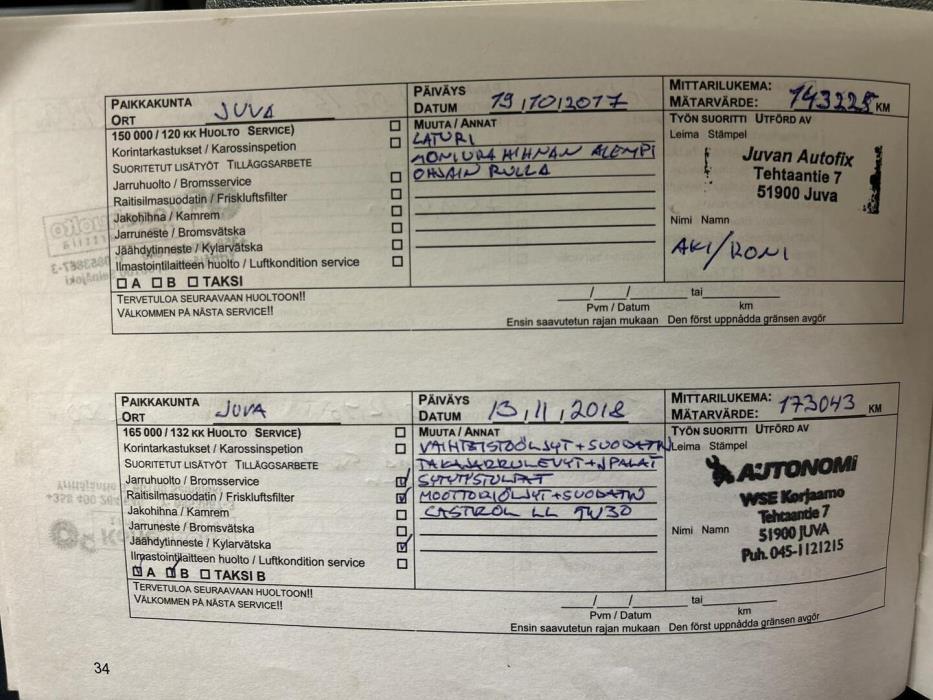 PAIKKAKUNTA
ORT JUVA
PÄIVÄYS
DATUM 19/10/2017
MITTARILUKEMA:
MÄTARVÄRDE: 143225 KM
150 000 / 120 KK HUOLTO SERVICE)
Korintarkastukset / Karossinspetion
SUORITETUT LISÄTYÖT TILLÄGGSARBETE
Jarruhuolto / Bromsservice
Raitisilmasuodatin / Friskluftsfilter
Jakohihna / Kamrem
Jarruneste / Bromsvätska
Jäähdytinneste / Kylarvätska
Ilmastointilaitteen huolto / Luftkondition service
A B TAKSI
MUUTA / ANNAT
LATURI
MONIURA HIHNAN ALEMPI
OHJAIN RULLA
TYÖN SUORITTI UTFÖRD AV
Leima Stämpel
Juvan Autofix
Tehtaantie 7
51900 Juva
Nimi Namn
AKI/RONI
TERVETULOA SEURAAVAAN HUOLTOON!!
VÄLKOMMEN PÅ NÄSTA SERVICE!!
/ / tai
Pvm / Datum km
Ensin saavutetun rajan mukaan Den först uppnådda gränsen avgör
PAIKKAKUNTA
ORT JUVA
PÄIVÄYS
DATUM 13/11/2018
MITTARILUKEMA:
MÄTARVÄRDE: 173043 KM
165 000 / 132 KK HUOLTO SERVICE)
Korintarkastukset / Karossinspetion
SUORITETUT LISÄTYÖT TILLÄGGSARBETE
Jarruhuolto / Bromsservice
Raitisilmasuodatin / Friskluftsfilter
Jakohihna / Kamrem
Jarruneste / Bromsvätska
Jäähdytinneste / Kylarvätska
Ilmastointilaitteen huolto / Luftkondition service
A B TAKSI B
MUUTA / ANNAT
VAIHTEISTOÖLJYT + SUODATIN
TAKAJARRULEVYT + PALAT
SYTYTYSTULPAT
MOOTTORIÖLJYT + SUODATIN
CASTROL LL 5W30
TYÖN SUORITTI UTFÖRD AV
Leima Stämpel
AUTONOMI
WSE Korjaamo
Tehtaantie 7
51900 JUVA
Puh. 045-1121215
Nimi Namn
TERVETULOA SEURAAVAAN HUOLTOON!!
VÄLKOMMEN PÅ NÄSTA SERVICE!!
/ / tai
Pvm / Datum km
Ensin saavutetun rajan mukaan Den först uppnådda gränsen avgör
34